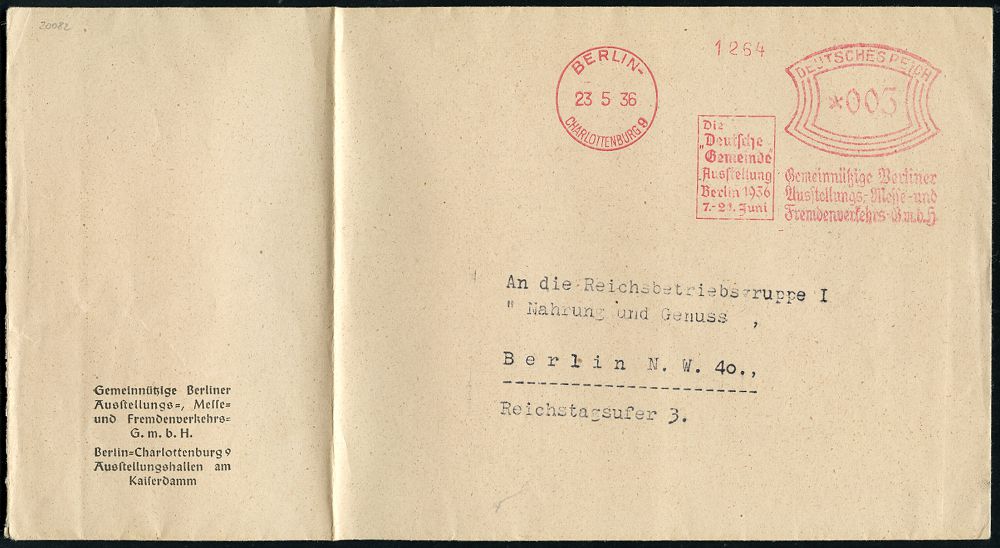 20082
BERLIN-
23 5 36
CHARLOTTENBURG 9
1264
DEUTSCHES REICH
*003
Die
Deutsche
"Gemeinde"
Ausstellung
Berlin 1936
7.-21. Juni
Gemeinnützige Berliner
Ausstellungs-, Messe- und
Fremdenverkehrs-G.m.b.H
An die Reichsbetriebsgruppe I
" Nahrung und Genuss ,
Berlin N. W. 4o.,
Reichstagsufer 3.
Gemeinnützige Berliner
Ausstellungs=, Messe=
und Fremdenverkehrs=
G. m. b. H.
Berlin=Charlottenburg 9
Ausstellungshallen am
Kaiserdamm